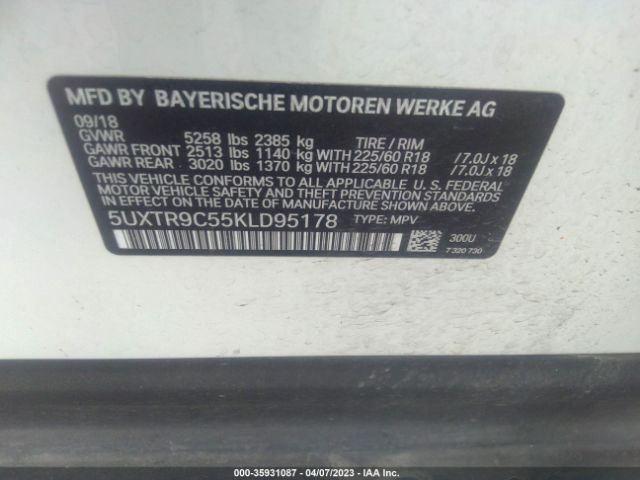 MFD BY BAYERISCHE MOTOREN WERKE AG
09/18
GVWR 5258 lbs 2385 kg TIRE / RIM
GAWR FRONT 2513 lbs 1140 kg WITH 225/60 R18 /7.0J x 18
GAWR REAR 3020 lbs 1370 kg WITH 225/60 R18 /7.0J x 18
THIS VEHICLE CONFORMS TO ALL APPLICABLE U.S. FEDERAL
MOTOR VEHICLE SAFETY, BUMPER, AND THEFT PREVENTION
STANDARDS IN EFFECT ON THE DATE OF MANUFACTURE SHOWN ABOVE.
5UXTR9C55KLD95178 TYPE: MPV
300U
7 320 730
000-35931087 - 04/07/2023 - IAA Inc.